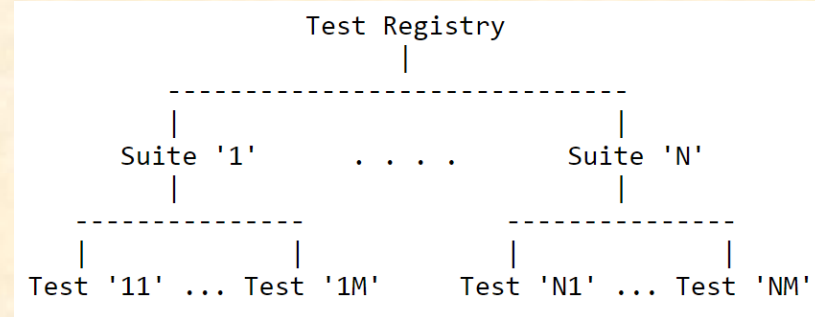 Test Registry
|
------------------------------
| |
Suite '1' . . . . Suite 'N'
| |
--------------- ---------------
| | | |
Test '11' ... Test '1M' Test 'N1' ... Test 'NM'